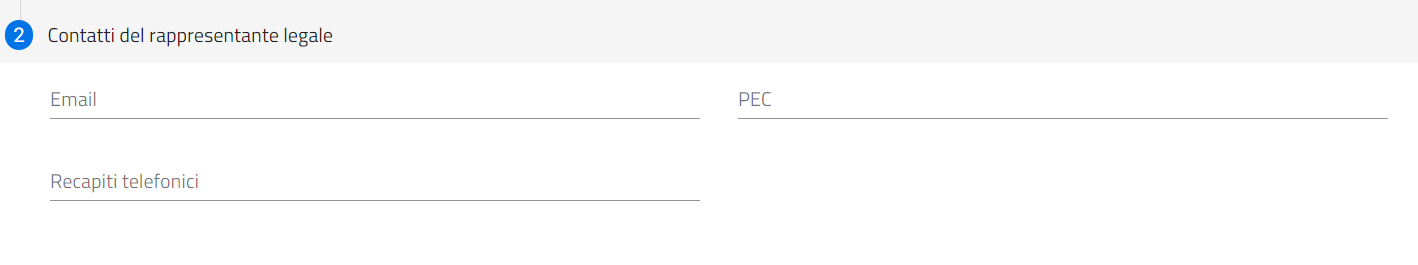 2 Contatti del rappresentante legale
Email PEC
Recapiti telefonici